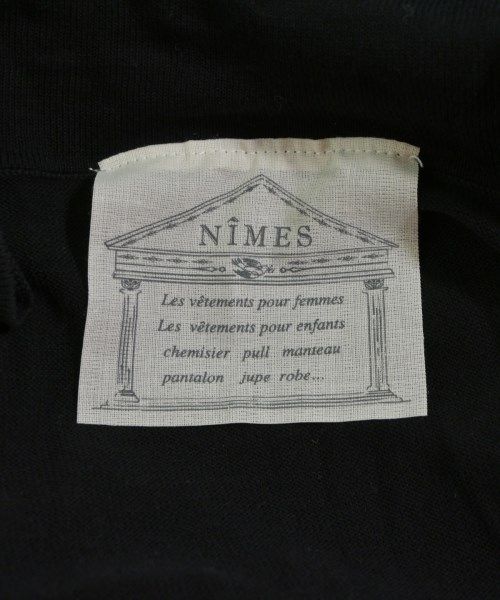 NÎMES
Les vêtements pour femmes
Les vêtements pour enfants
chemisier pull manteau
pantalon jupe robe...